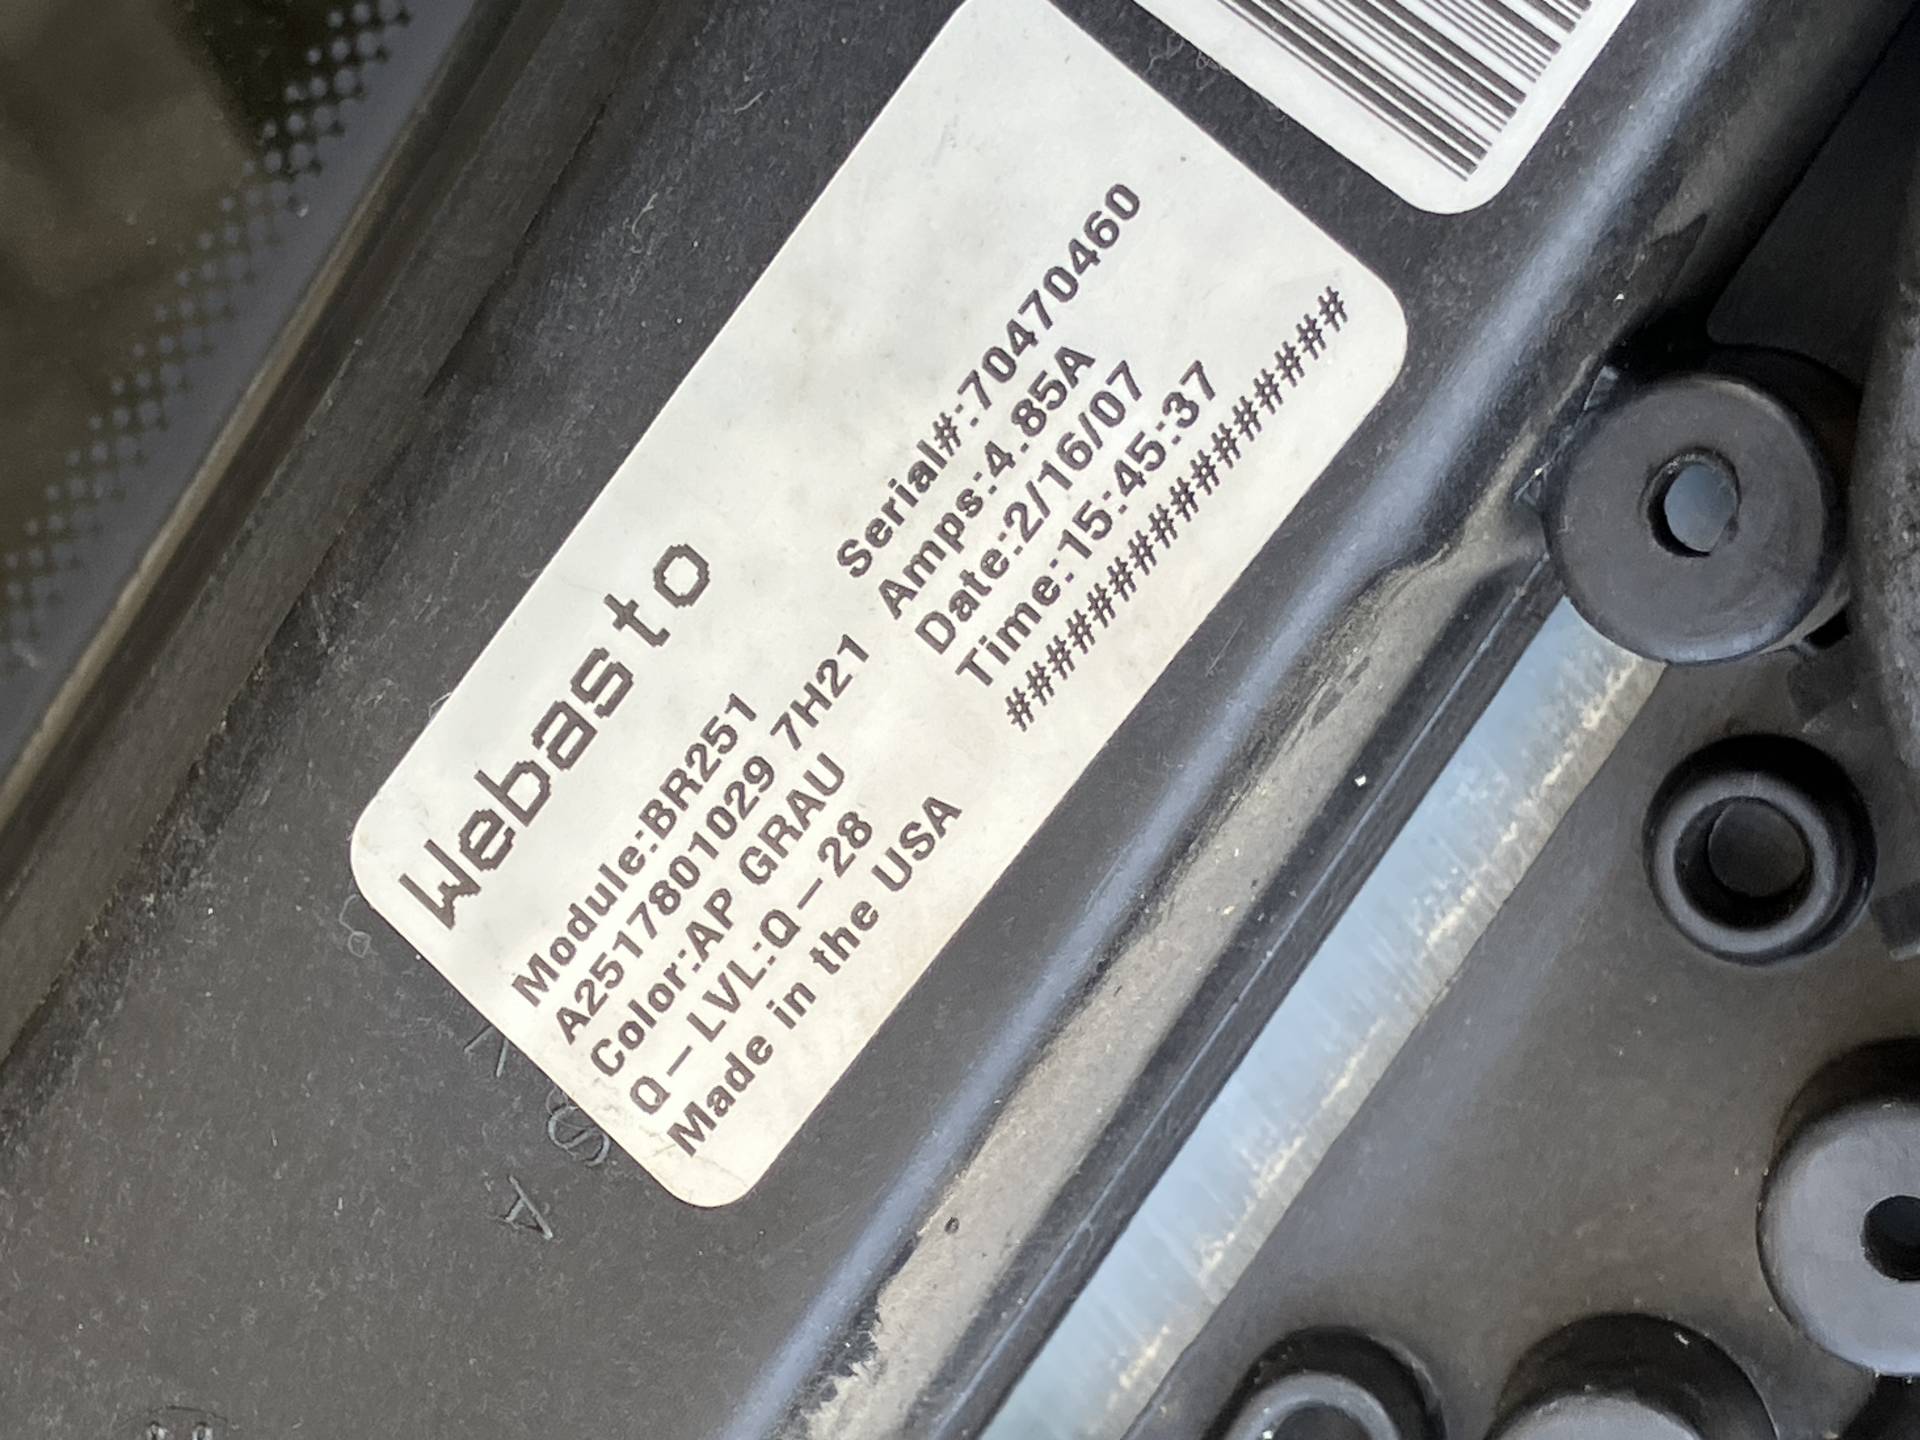 Webasto
Module:BR251
A2517801029 7H21
Color:AP GRAU
Q-LVL:Q-28
Made in the USA
Serial#:70470460
Amps:4.85A
Date:2/16/07
Time:15:45:37
################